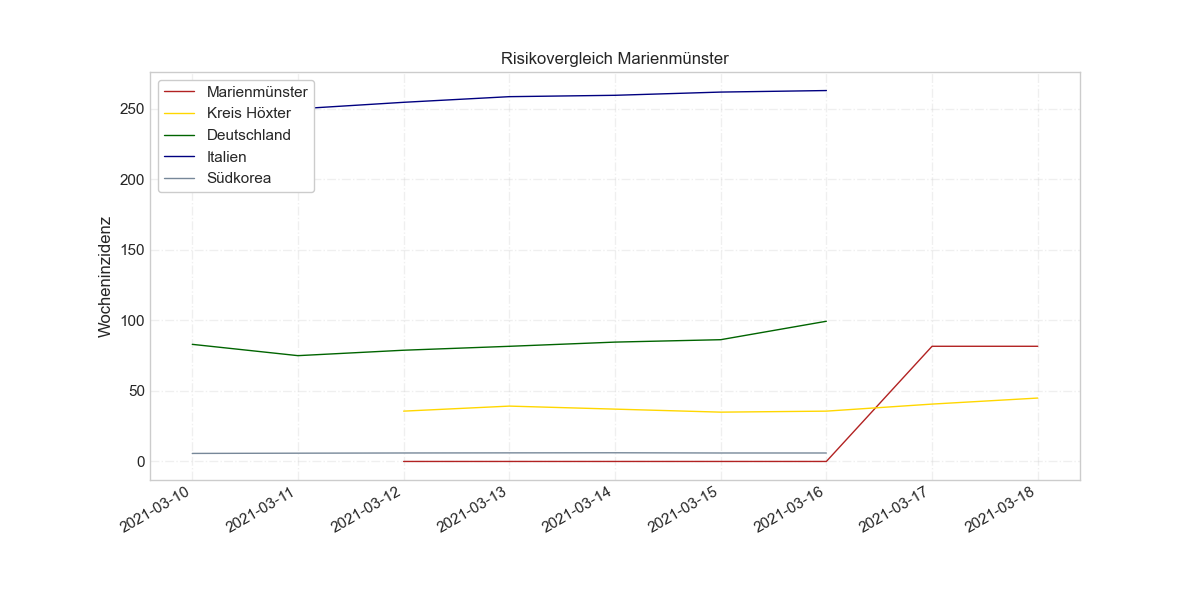 Risikovergleich Marienmünster
Marienmünster
Kreis Höxter
Deutschland
Italien
Südkorea
Wocheninzidenz
250
200
150
100
50
0
2021-03-10
2021-03-11
2021-03-12
2021-03-13
2021-03-14
2021-03-15
2021-03-16
2021-03-17
2021-03-18